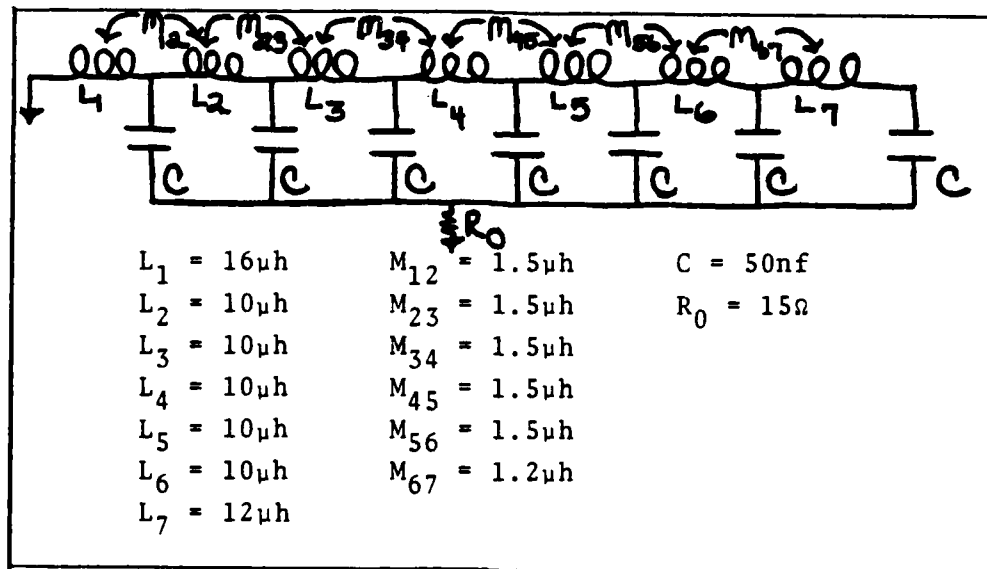 M12 M23 M34 M45 M56 M67
L1 L2 L3 L4 L5 L6 L7
C C C C C C C
R0
L1 = 16μh M12 = 1.5μh C = 50nf
L2 = 10μh M23 = 1.5μh R0 = 15Ω
L3 = 10μh M34 = 1.5μh
L4 = 10μh M45 = 1.5μh
L5 = 10μh M56 = 1.5μh
L6 = 10μh M67 = 1.2μh
L7 = 12μh